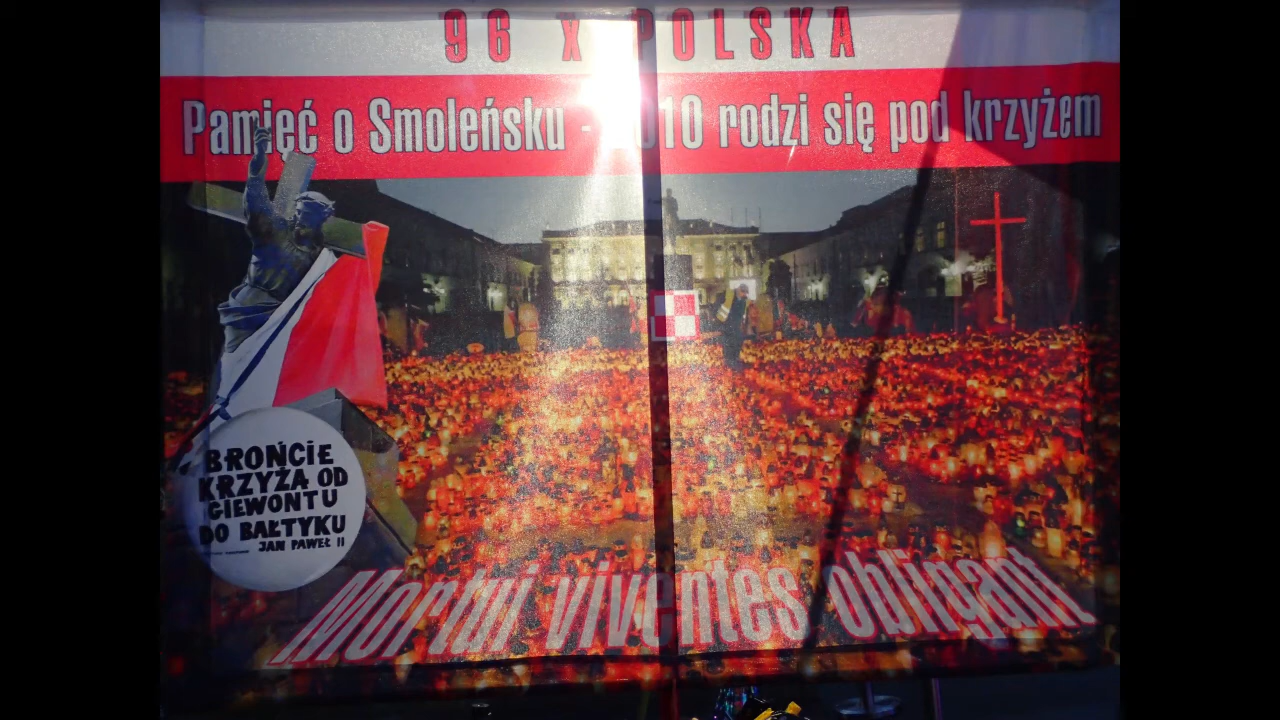 96 x POLSKA
Pamięć o Smoleńsku - 2010 rodzi się pod krzyżem
BROŃCIE
KRZYŻA OD
GIEWONTU
DO BAŁTYKU
JAN PAWEŁ II
Mortui viventes obligant